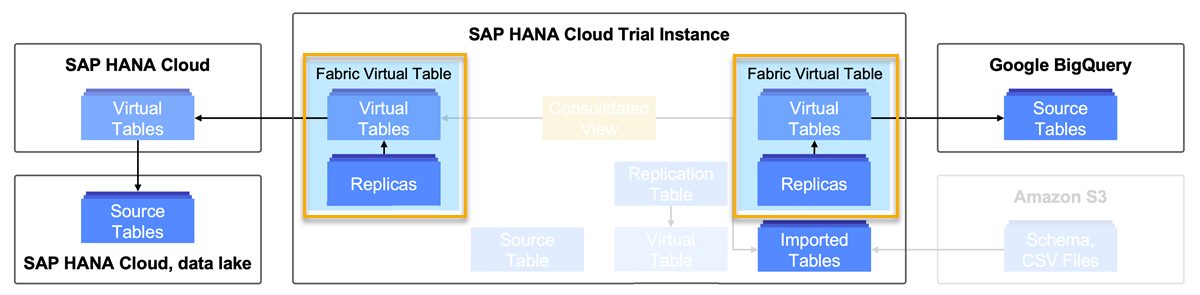 SAP HANA Cloud Trial Instance
SAP HANA Cloud
Virtual
Tables
Source
Tables
SAP HANA Cloud, data lake
Fabric Virtual Table
Virtual
Tables
Replicas
Consolidated
View
Replication
Table
Source
Table
Virtual
Table
Fabric Virtual Table
Virtual
Tables
Replicas
Imported
Tables
Google BigQuery
Source
Tables
Amazon S3
Schema,
CSV Files